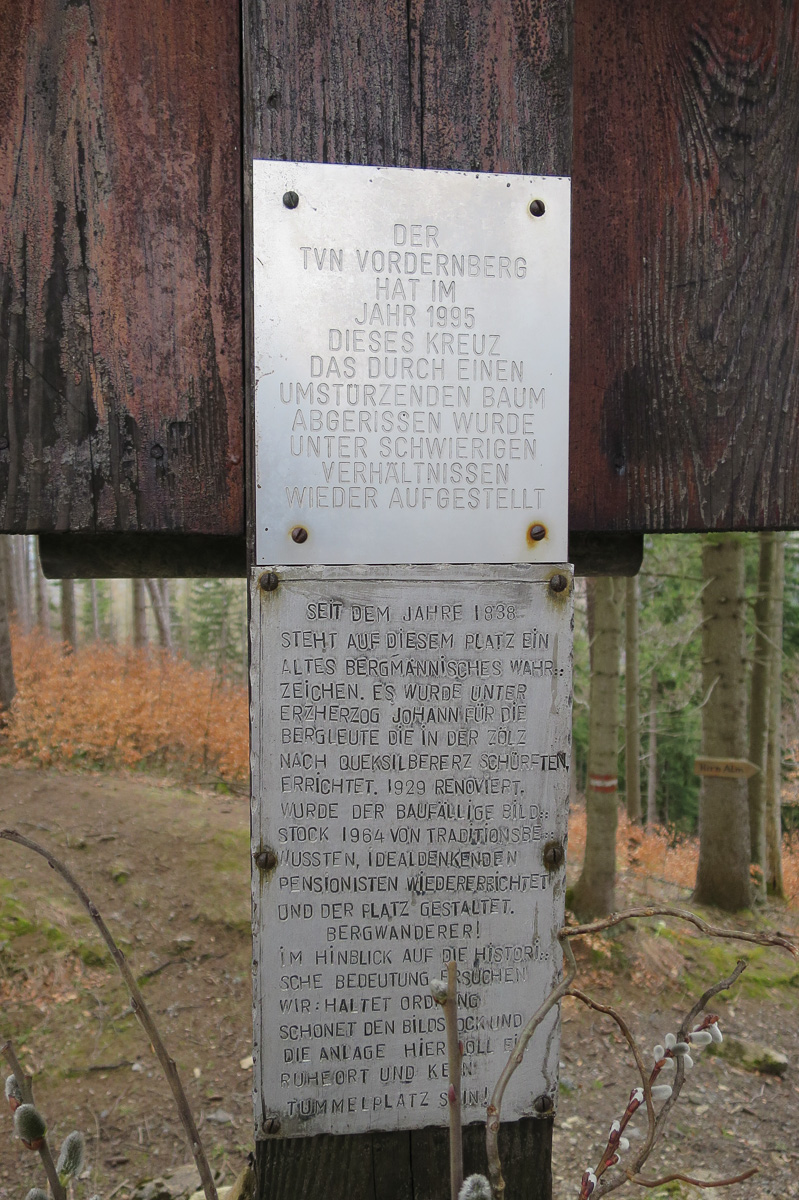 DER
TVN VORDERNBERG
HAT IM
JAHR 1995
DIESES KREUZ
DAS DURCH EINEN
UMSTÜRZENDEN BAUM
ABGERISSEN WURDE
UNTER SCHWIERIGEN
VERHÄLTNISSEN
WIEDER AUFGESTELLT
SEIT DEM JAHRE 1838
STEHT AUF DIESEM PLATZ EIN
ALTES BERGMÄNNISCHES WAHR=
ZEICHEN. ES WURDE UNTER
ERZHERZOG JOHANN FÜR DIE
BERGLEUTE DIE IN DER ZÖLZ
NACH QUEKSILBERERZ SCHÜRFTEN,
ERRICHTET. 1929 RENOVIERT.
WURDE DER BAUFÄLLIGE BILD=
STOCK 1964 VON TRADITIONSBE=
WUSSTEN, IDEALDENKENDEN
PENSIONISTEN WIEDERERRICHTET
UND DER PLATZ GESTALTET.
BERGWANDERER!
IM HINBLICK AUF DIE HISTORI=
SCHE BEDEUTUNG ERSUCHEN
WIR: HALTET ORDNUNG
SCHONET DEN BILDSTOCK UND
DIE ANLAGE HIER SOLL EIN
RUHEORT UND KEIN
TUMMELPLATZ SEIN!
Alm